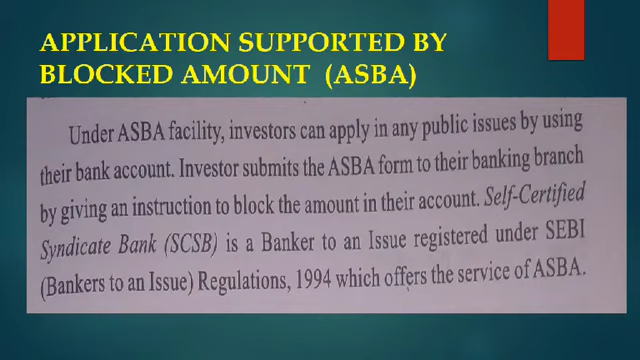 APPLICATION SUPPORTED BY
BLOCKED AMOUNT (ASBA)
Under ASBA facility, investors can apply in any public issues by using
their bank account. Investor submits the ASBA form to their banking branch
by giving an instruction to block the amount in their account. Self-Certified
Syndicate Bank (SCSB) is a Banker to an Issue registered under SEBI
(Bankers to an Issue) Regulations, 1994 which offers the service of ASBA.